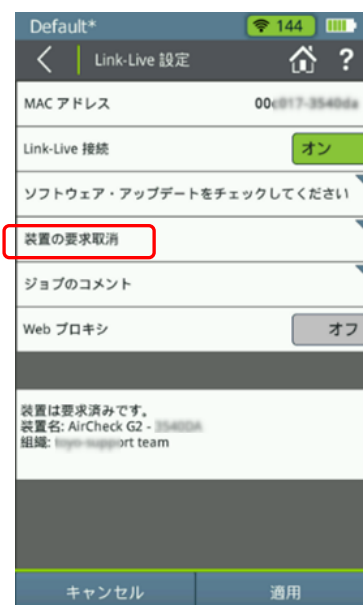 Default*
144
Link-Live 設定
?
MAC アドレス
Link-Live 接続
オン
ソフトウェア・アップデートをチェックしてください
装置の要求取消
ジョブのコメント
Web プロキシ
オフ
装置は要求済みです。
装置名: AirCheck G2 -
組織:
team
キャンセル
適用